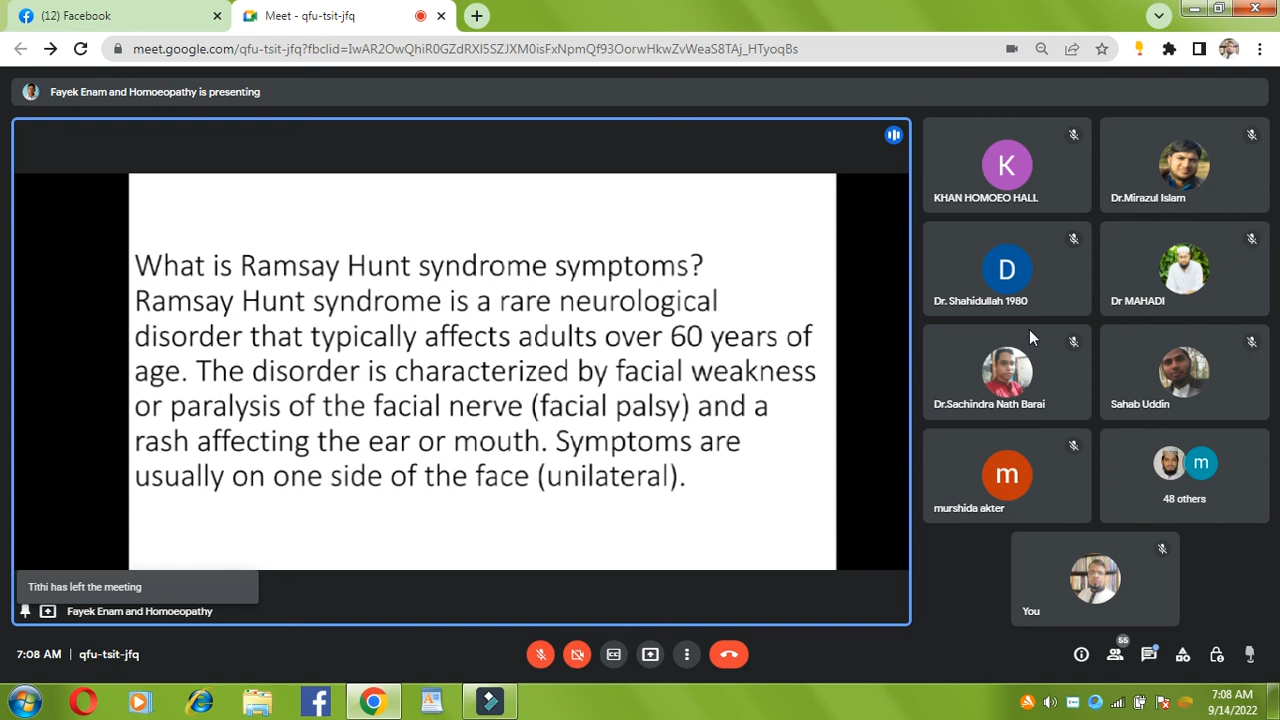 (12) Facebook
Meet - qfu-tsit-jfq
meet.google.com/qfu-tsit-jfq?fbclid=IwAR2OwQhiR0GZdRXI5SZJXM0isFxNpmQf93OorwHkwZvWeaS8TAj_HTyoqBs
Fayek Enam and Homoeopathy is presenting
What is Ramsay Hunt syndrome symptoms?
Ramsay Hunt syndrome is a rare neurological
disorder that typically affects adults over 60 years of
age. The disorder is characterized by facial weakness
or paralysis of the facial nerve (facial palsy) and a
rash affecting the ear or mouth. Symptoms are
usually on one side of the face (unilateral).
Tithi has left the meeting
Fayek Enam and Homoeopathy
K
KHAN HOMOEO HALL
Dr.Mirazul Islam
D
Dr. Shahidullah 1980
Dr MAHADI
Dr.Sachindra Nath Barai
Sahab Uddin
m
murshida akter
m
48 others
You
7:08 AM | qfu-tsit-jfq
55
7:08 AM
9/14/2022